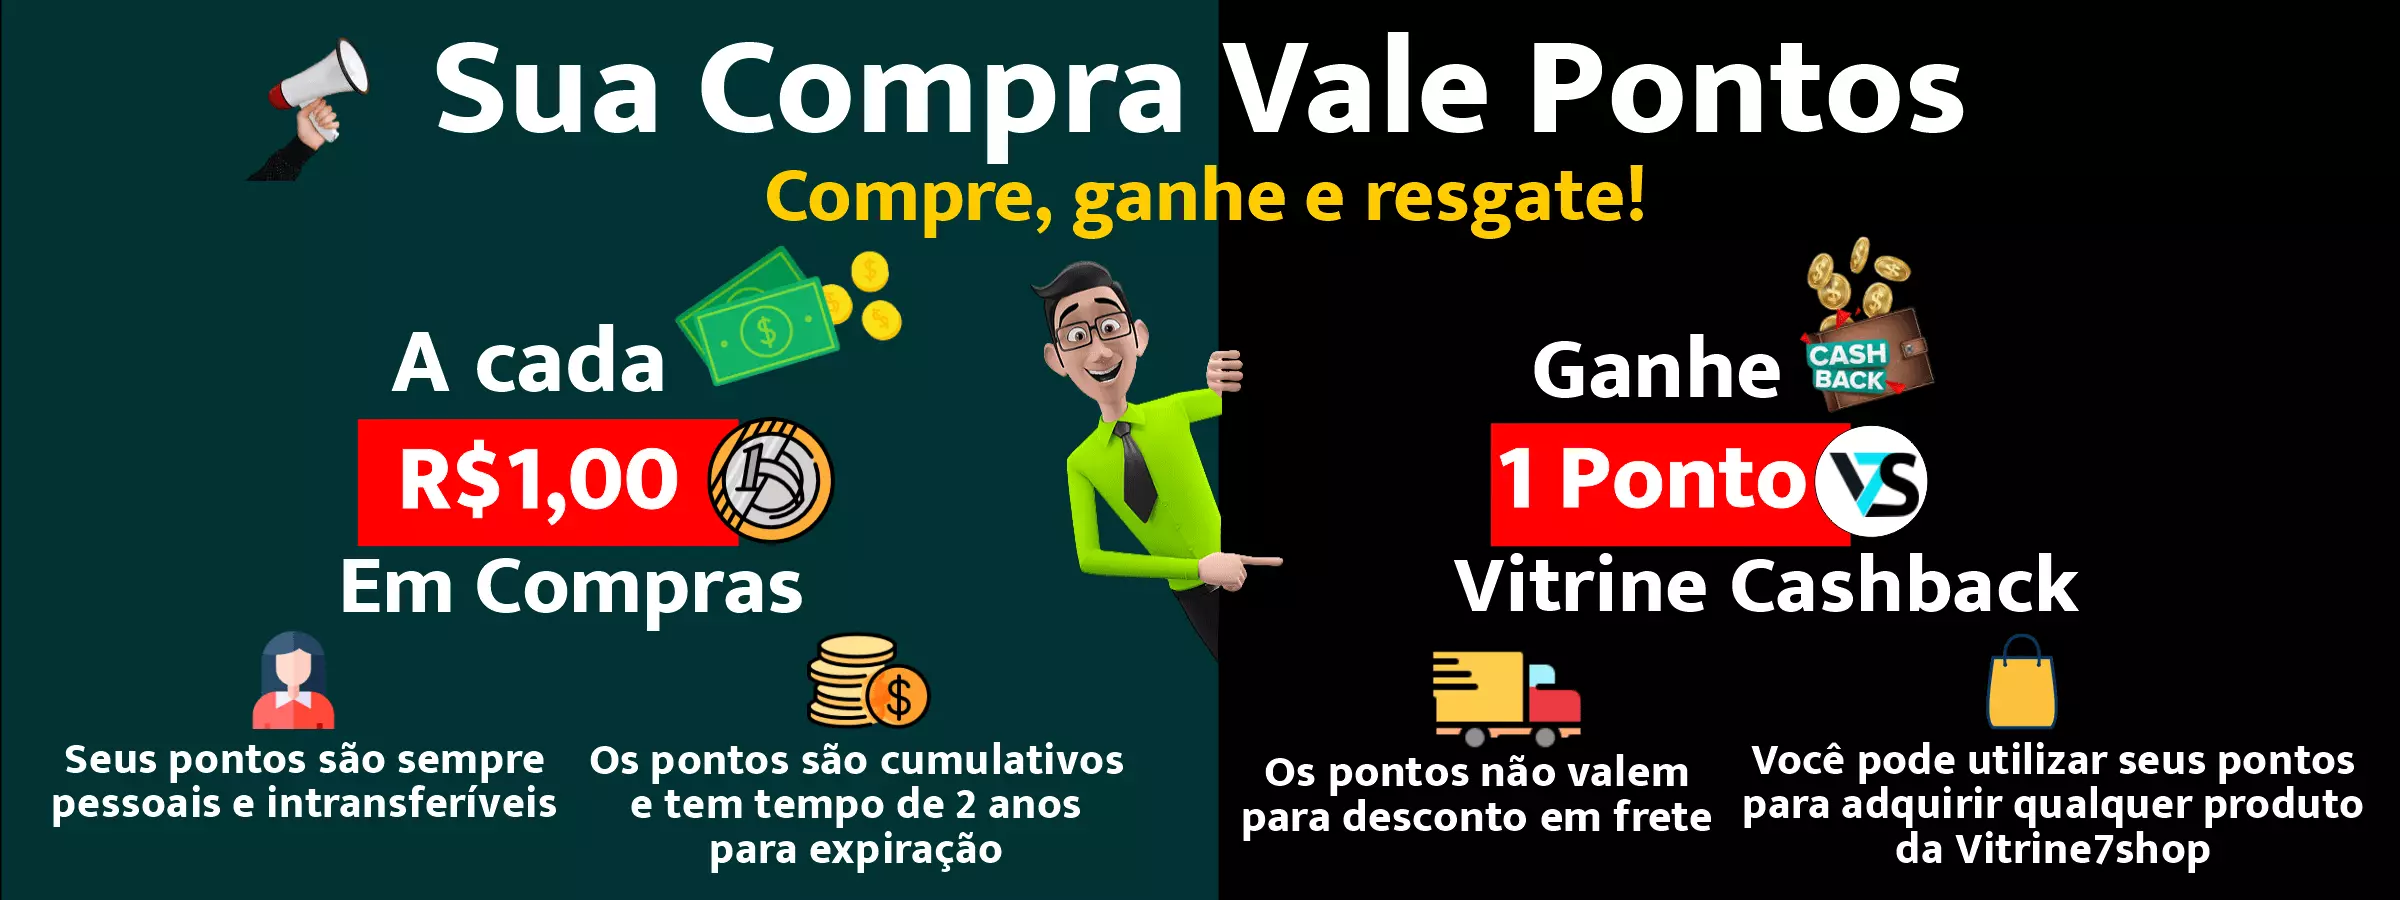 Sua Compra Vale Pontos
Compre, ganhe e resgate!
A cada
R$1,00
1
Em Compras
Ganhe
CASH
BACK
1 Ponto
V7S
Vitrine Cashback
Seus pontos são sempre
pessoais e intransferíveis
Os pontos são cumulativos
e tem tempo de 2 anos
para expiração
Os pontos não valem
para desconto em frete
Você pode utilizar seus pontos
para adquirir qualquer produto
da Vitrine7shop